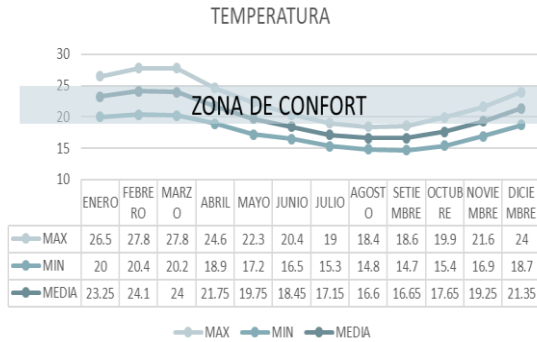 TEMPERATURA
30
25
20
15
10
ZONA DE CONFORT
ENERO FEBRE RO MARZ O ABRIL MAYO JUNIO JULIO AGOST O SETIE MBRE OCTUB RE NOVIE MBRE DICIE MBRE
MAX 26.5 27.8 27.8 24.6 22.3 20.4 19 18.4 18.6 19.9 21.6 24
MIN 20 20.4 20.2 18.9 17.2 16.5 15.3 14.8 14.7 15.4 16.9 18.7
MEDIA 23.25 24.1 24 21.75 19.75 18.45 17.15 16.6 16.65 17.65 19.25 21.35
MAX MIN MEDIA